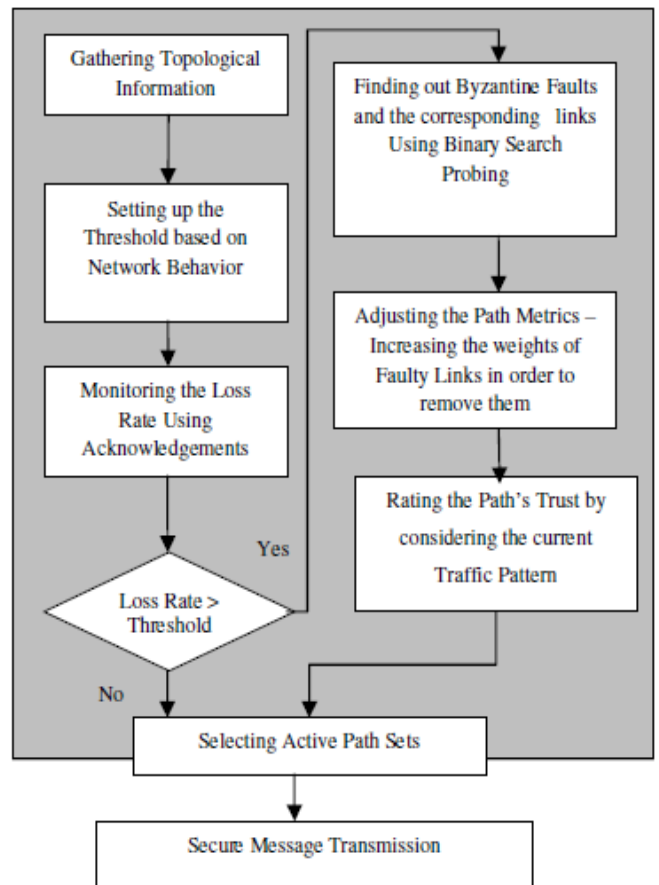 Gathering Topological
Information
Setting up the
Threshold based on
Network Behavior
Monitoring the Loss
Rate Using
Acknowledgements
Loss Rate >
Threshold
Yes
No
Finding out Byzantine Faults
and the corresponding links
Using Binary Search
Probing
Adjusting the Path Metrics –
Increasing the weights of
Faulty Links in order to
remove them
Rating the Path's Trust by
considering the current
Traffic Pattern
Selecting Active Path Sets
Secure Message Transmission